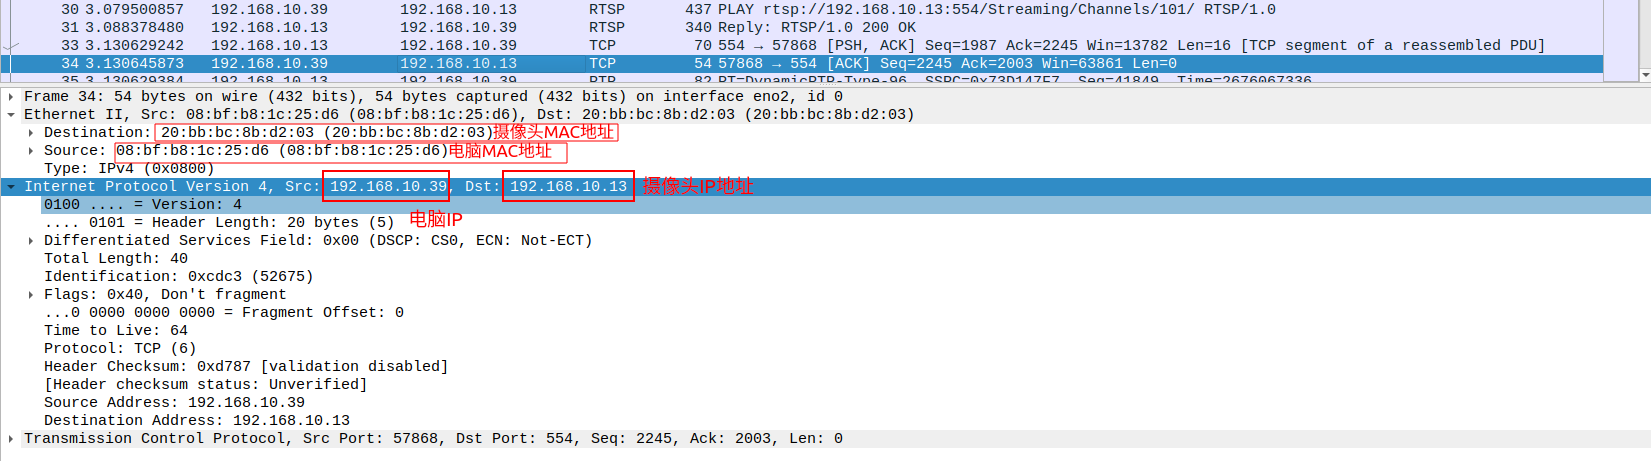 30 3.079500857 192.168.10.39 192.168.10.13 RTSP 437 PLAY rtsp://192.168.10.13:554/Streaming/Channels/101/ RTSP/1.0
31 3.088378480 192.168.10.13 192.168.10.39 RTSP 340 Reply: RTSP/1.0 200 OK
33 3.130629242 192.168.10.13 192.168.10.39 TCP 70 554 → 57868 [PSH, ACK] Seq=1987 Ack=2245 Win=13782 Len=16 [TCP segment of a reassembled PDU]
34 3.130645873 192.168.10.39 192.168.10.13 TCP 54 57868 → 554 [ACK] Seq=2245 Ack=2003 Win=63861 Len=0
35 3.130629384 192.168.10.13 192.168.10.39 RTP 82 PT=DynamicRTP-Type-96, SSRC=0x73D147F7, Seq=41849, Time=2676067336
Frame 34: 54 bytes on wire (432 bits), 54 bytes captured (432 bits) on interface eno2, id 0
Ethernet II, Src: 08:bf:b8:1c:25:d6 (08:bf:b8:1c:25:d6), Dst: 20:bb:bc:8b:d2:03 (20:bb:bc:8b:d2:03)
Destination: 20:bb:bc:8b:d2:03 (20:bb:bc:8b:d2:03)摄像头MAC地址
Source: 08:bf:b8:1c:25:d6 (08:bf:b8:1c:25:d6)电脑MAC地址
Type: IPv4 (0x0800)
Internet Protocol Version 4, Src: 192.168.10.39, Dst: 192.168.10.13 摄像头IP地址
0100 .... = Version: 4
.... 0101 = Header Length: 20 bytes (5) 电脑IP
Differentiated Services Field: 0x00 (DSCP: CS0, ECN: Not-ECT)
Total Length: 40
Identification: 0xcdc3 (52675)
Flags: 0x40, Don't fragment
...0 0000 0000 0000 = Fragment Offset: 0
Time to Live: 64
Protocol: TCP (6)
Header Checksum: 0xd787 [validation disabled]
[Header checksum status: Unverified]
Source Address: 192.168.10.39
Destination Address: 192.168.10.13
Transmission Control Protocol, Src Port: 57868, Dst Port: 554, Seq: 2245, Ack: 2003, Len: 0